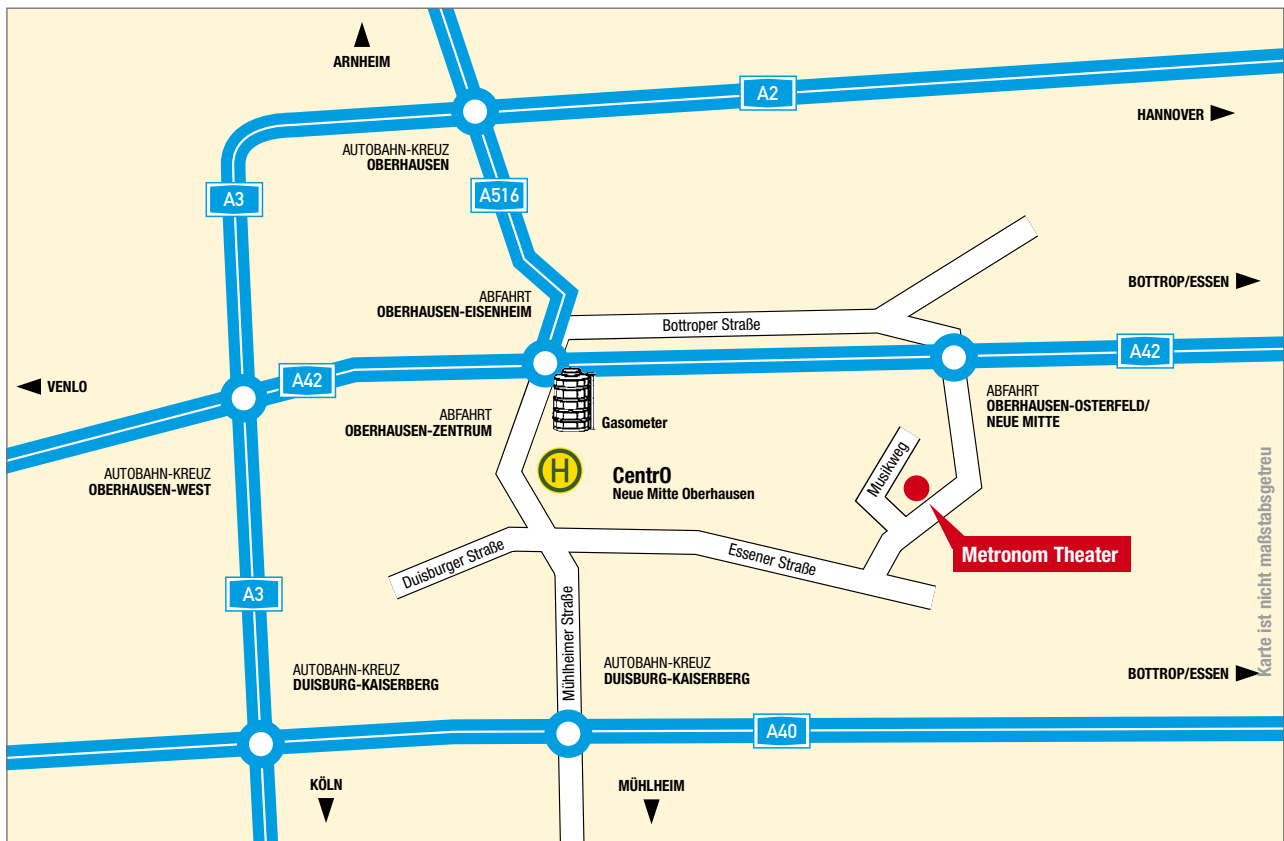 ARNHEIM
A2
HANNOVER
AUTOBAHN-KREUZ
OBERHAUSEN
A3
A516
ABFAHRT
OBERHAUSEN-EISENHEIM
BOTTROP/ESSEN
Bottroper Straße
A42
VENLO
A42
ABFAHRT
OBERHAUSEN-OSTERFELD/
NEUE MITTE
ABFAHRT
OBERHAUSEN-ZENTRUM
Gasometer
AUTOBAHN-KREUZ
OBERHAUSEN-WEST
H
CentrO
Neue Mitte Oberhausen
Musikweg
Metronom Theater
Duisburger Straße
Essener Straße
A3
Mühlheimer Straße
Karte ist nicht maßstabsgetreu
AUTOBAHN-KREUZ
DUISBURG-KAISERBERG
AUTOBAHN-KREUZ
DUISBURG-KAISERBERG
BOTTROP/ESSEN
A40
KÖLN
MÜHLHEIM